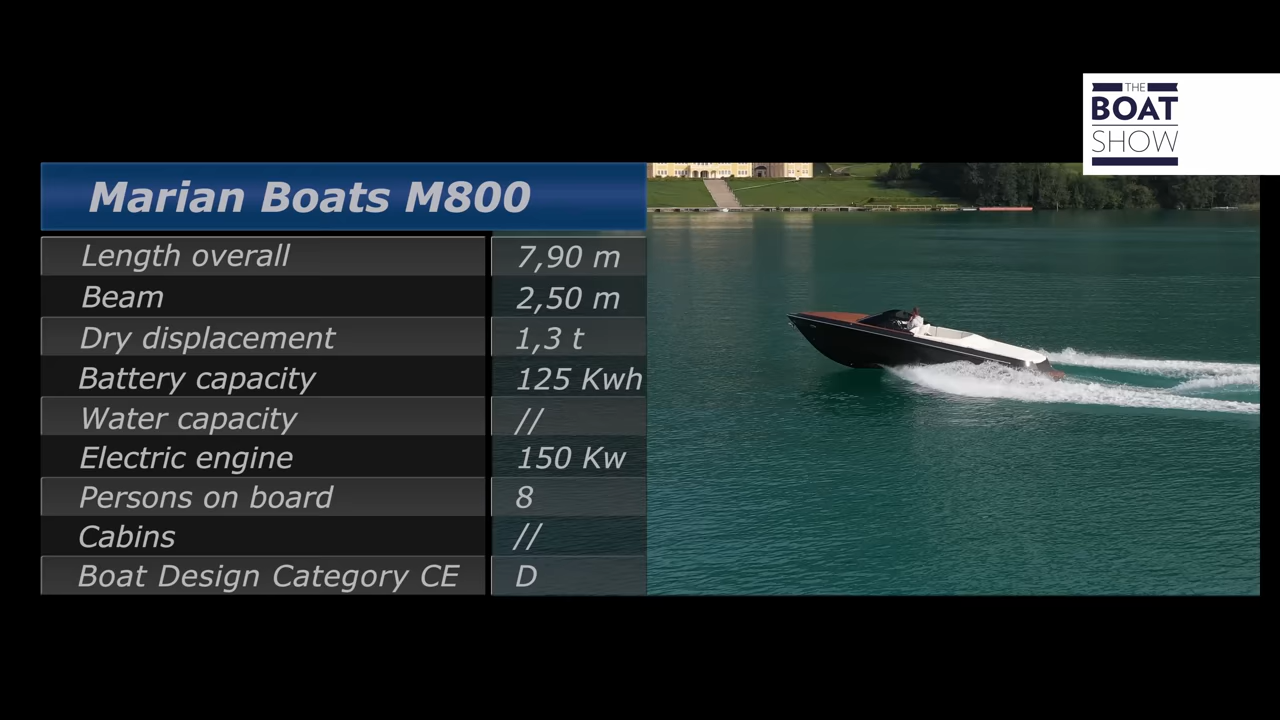 THE
BOAT
SHOW
Marian Boats M800
Length overall 7,90 m
Beam 2,50 m
Dry displacement 1,3 t
Battery capacity 125 Kwh
Water capacity //
Electric engine 150 Kw
Persons on board 8
Cabins //
Boat Design Category CE D